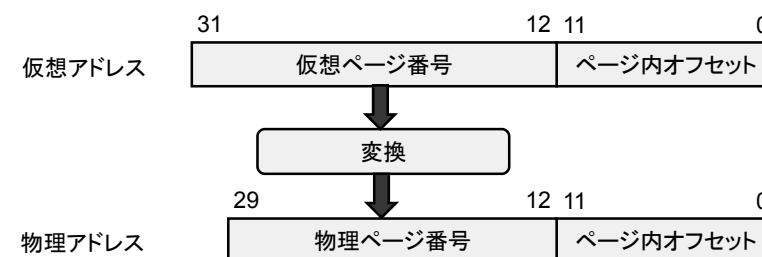 31 12 11 0
仮想アドレス 仮想ページ番号 ページ内オフセット
変換
29 12 11 0
物理アドレス 物理ページ番号 ページ内オフセット